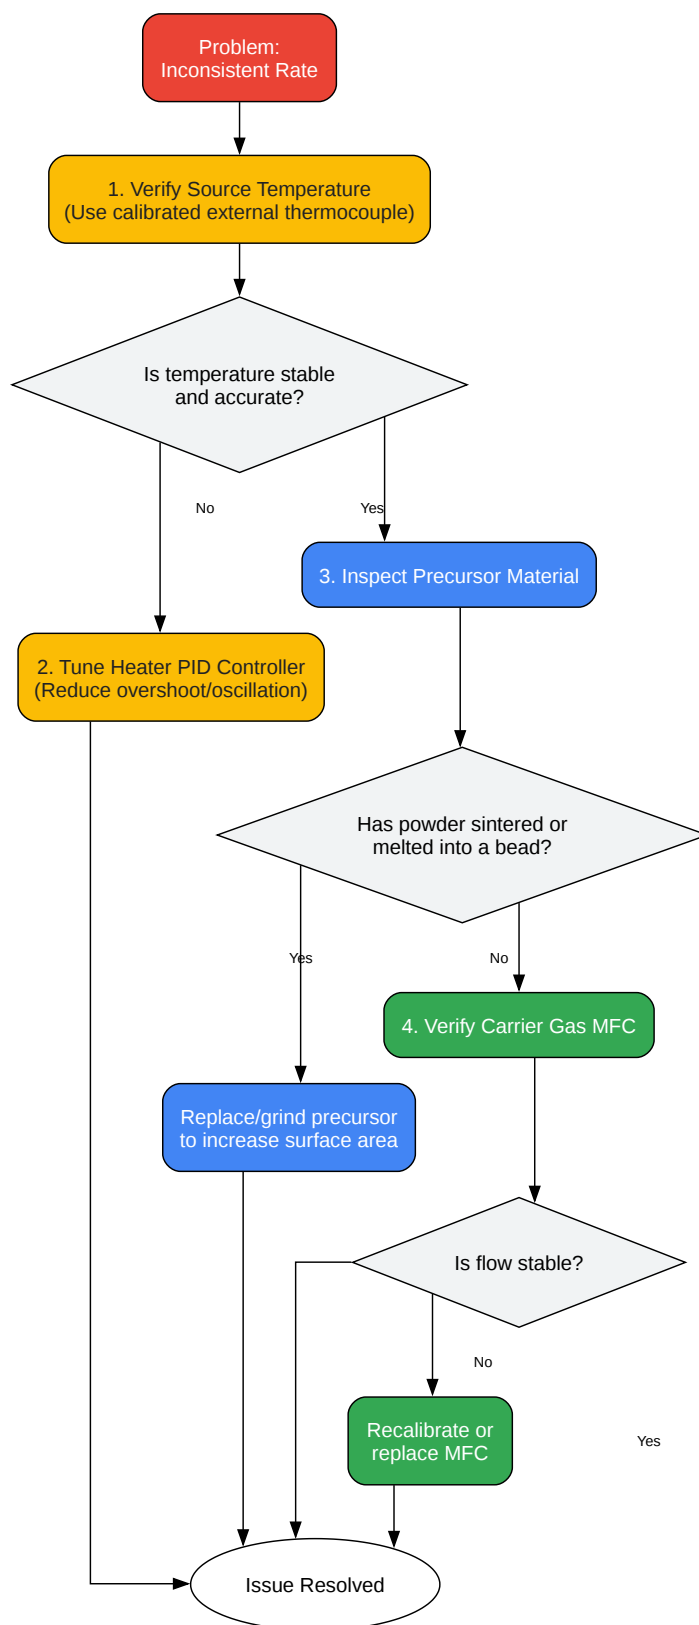 Problem:
Inconsistent Rate
1. Verify Source Temperature
(Use calibrated external thermocouple)
Is temperature stable
and accurate?
No
Yes
3. Inspect Precursor Material
2. Tune Heater PID Controller
(Reduce overshoot/oscillation)
Has powder sintered or
melted into a bead?
Yes
No
4. Verify Carrier Gas MFC
Replace/grind precursor
to increase surface area
Is flow stable?
No
Recalibrate or
replace MFC
Yes
Issue Resolved